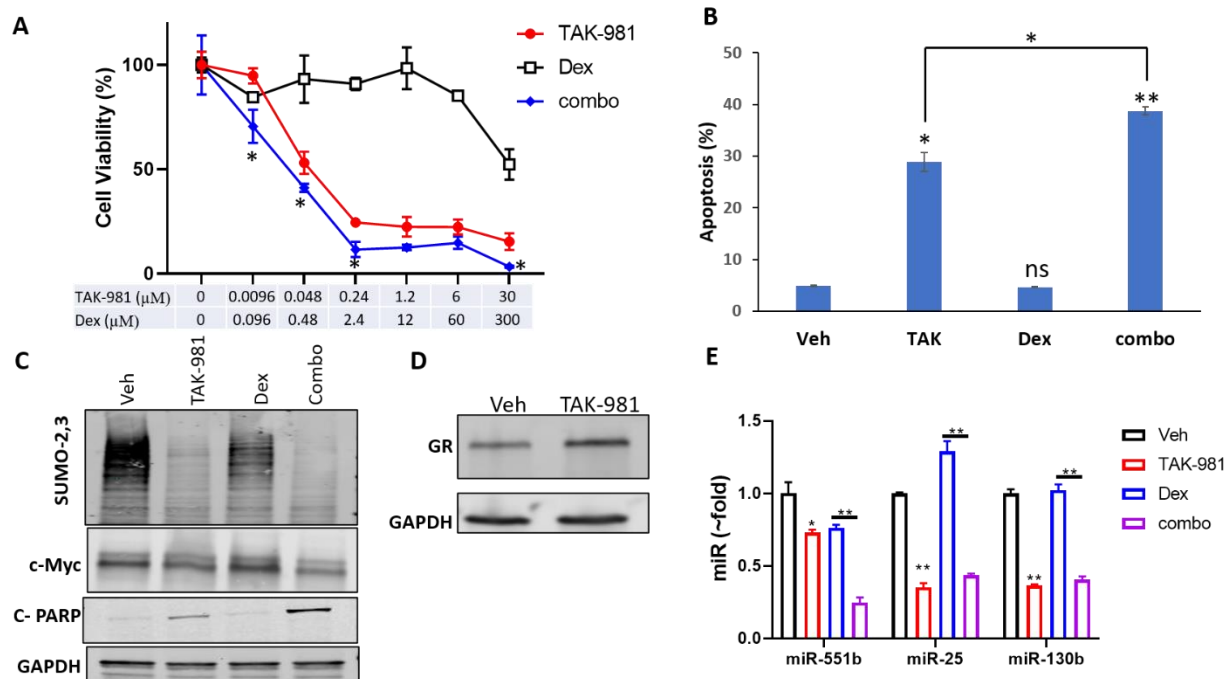 A
TAK-981
Dex
combo
Cell Viability (%)
100
50
0
*
*
*
*
TAK-981 (μM) 0 0.0096 0.048 0.24 1.2 6 30
Dex (μM) 0 0.096 0.48 2.4 12 60 300
B
Apoptosis (%)
50
40
30
20
10
0
*
*
ns
**
Veh TAK Dex combo
C
Veh TAK-981 Dex Combo
SUMO-2,3
c-Myc
C- PARP
GAPDH
D
Veh TAK-981
GR
GAPDH
E
miR (~fold)
1.5
1.0
0.5
0.0
* **
** **
** **
miR-551b miR-25 miR-130b
Veh
TAK-981
Dex
combo